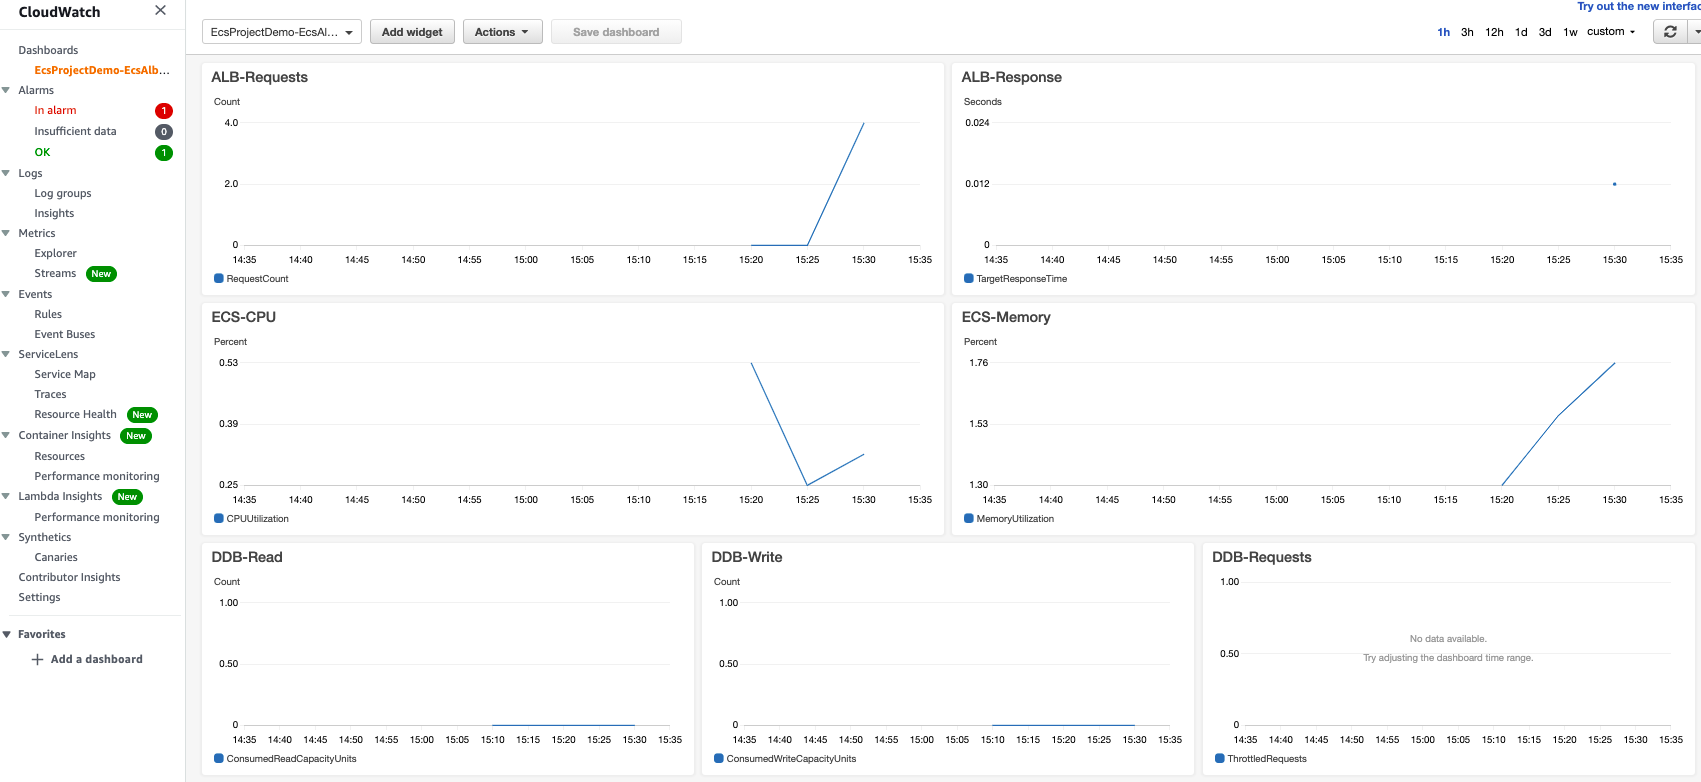 CloudWatch
Dashboards
EcsProjectDemo-EcsAlb...
Alarms
In alarm 1
Insufficient data 0
OK 1
Logs
Log groups
Insights
Metrics
Explorer
Streams New
Events
Rules
Event Buses
ServiceLens
Service Map
Traces
Resource Health New
Container Insights New
Resources
Performance monitoring
Lambda Insights New
Performance monitoring
Synthetics
Canaries
Contributor Insights
Settings
Favorites
Add a dashboard
Try out the new interfac
EcsProjectDemo-EcsAl... Add widget Actions Save dashboard 1h 3h 12h 1d 3d 1w custom
ALB-Requests
Count
4.0
2.0
0
14:35 14:40 14:45 14:50 14:55 15:00 15:05 15:10 15:15 15:20 15:25 15:30 15:35
RequestCount
ALB-Response
Seconds
0.024
0.012
0
14:35 14:40 14:45 14:50 14:55 15:00 15:05 15:10 15:15 15:20 15:25 15:30 15:35
TargetResponseTime
ECS-CPU
Percent
0.53
0.39
0.25
14:35 14:40 14:45 14:50 14:55 15:00 15:05 15:10 15:15 15:20 15:25 15:30 15:35
CPUUtilization
ECS-Memory
Percent
1.76
1.53
1.30
14:35 14:40 14:45 14:50 14:55 15:00 15:05 15:10 15:15 15:20 15:25 15:30 15:35
MemoryUtilization
DDB-Read
Count
1.00
0.50
0
14:35 14:40 14:45 14:50 14:55 15:00 15:05 15:10 15:15 15:20 15:25 15:30 15:35
ConsumedReadCapacityUnits
DDB-Write
Count
1.00
0.50
0
14:35 14:40 14:45 14:50 14:55 15:00 15:05 15:10 15:15 15:20 15:25 15:30 15:35
ConsumedWriteCapacityUnits
DDB-Requests
1.00
No data available.
0.50
Try adjusting the dashboard time range.
0
14:35 14:40 14:45 14:50 14:55 15:00 15:05 15:10 15:15 15:20 15:25 15:30 15:35
ThrottledRequests